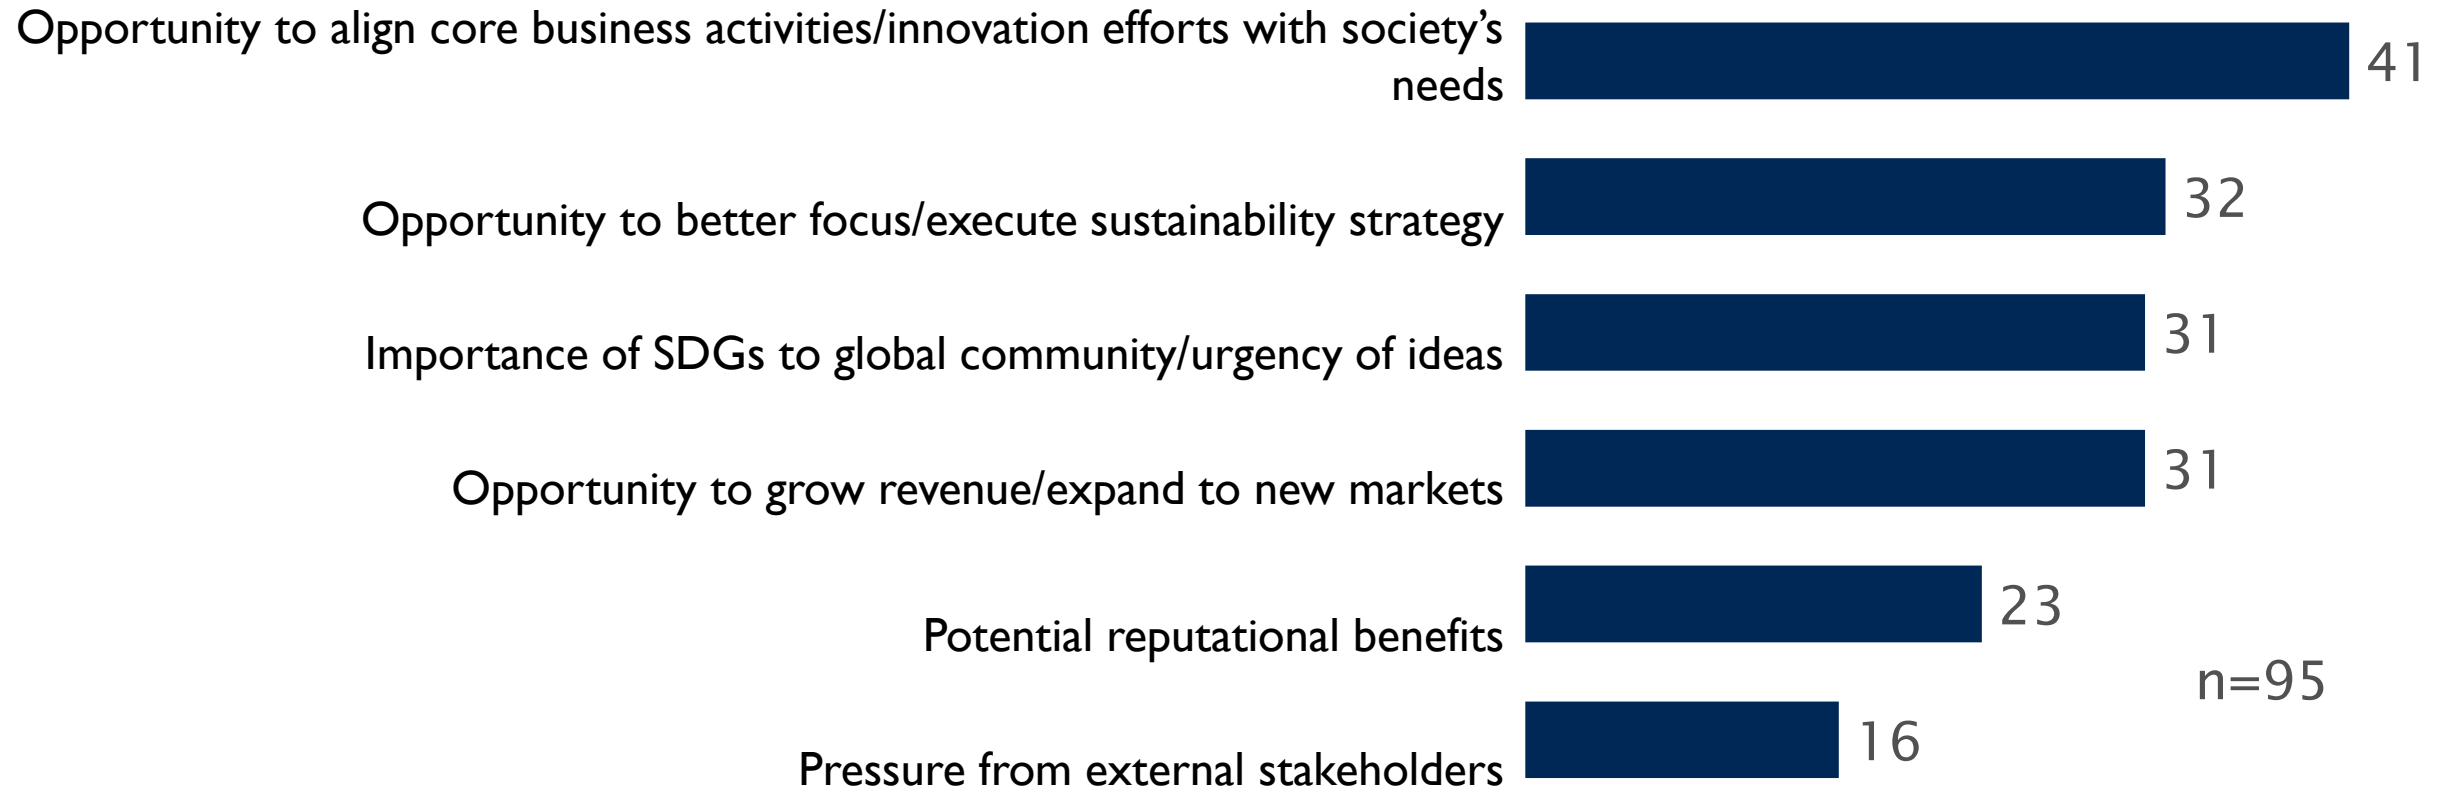 Opportunity to align core business activities/innovation efforts with society’s
needs
41
Opportunity to better focus/execute sustainability strategy
32
Importance of SDGs to global community/urgency of ideas
31
Opportunity to grow revenue/expand to new markets
31
Potential reputational benefits
23
n=95
Pressure from external stakeholders
16